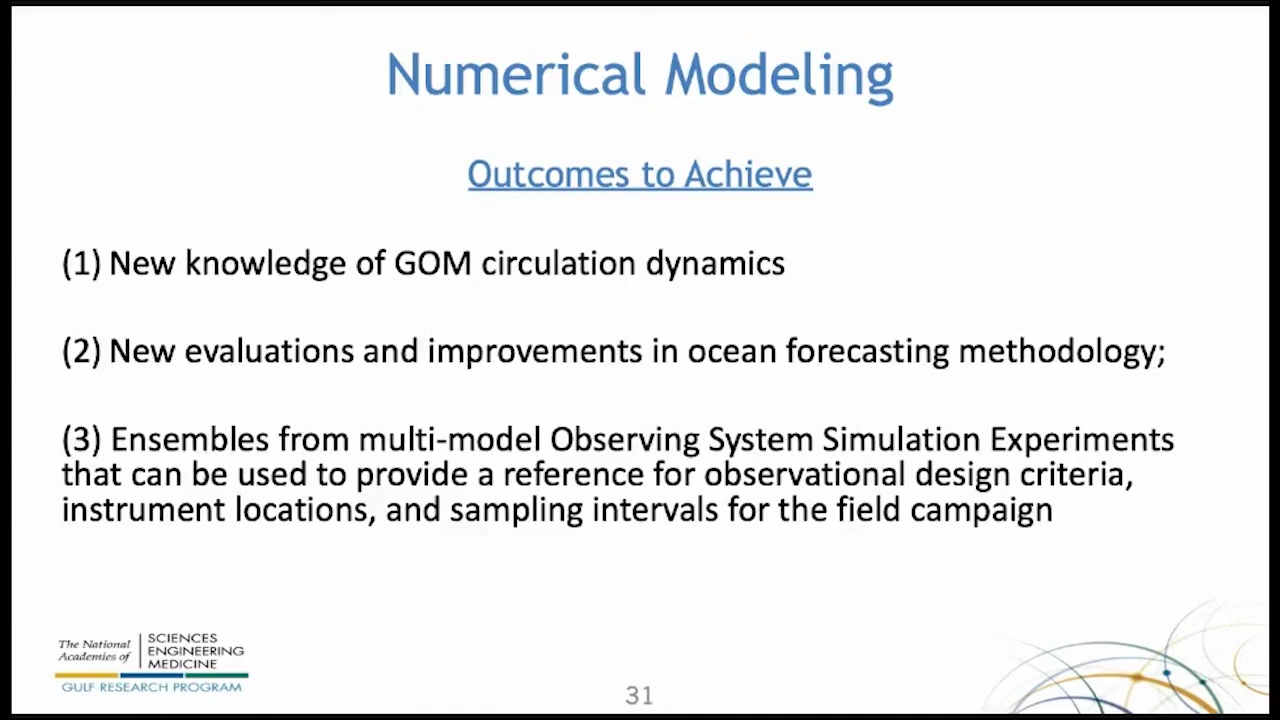 Numerical Modeling
Outcomes to Achieve
(1) New knowledge of GOM circulation dynamics
(2) New evaluations and improvements in ocean forecasting methodology;
(3) Ensembles from multi-model Observing System Simulation Experiments
that can be used to provide a reference for observational design criteria,
instrument locations, and sampling intervals for the field campaign
The National
Academies of
SCIENCES
ENGINEERING
MEDICINE
GULF RESEARCH PROGRAM
31